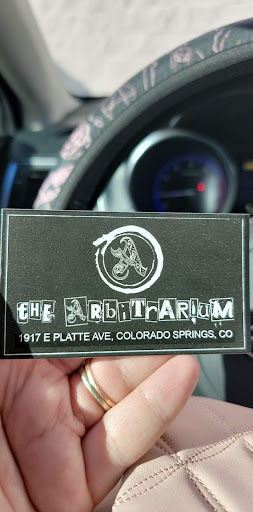 A
the ArbitrArium
1917 E PLATTE AVE, COLORADO SPRINGS, CO